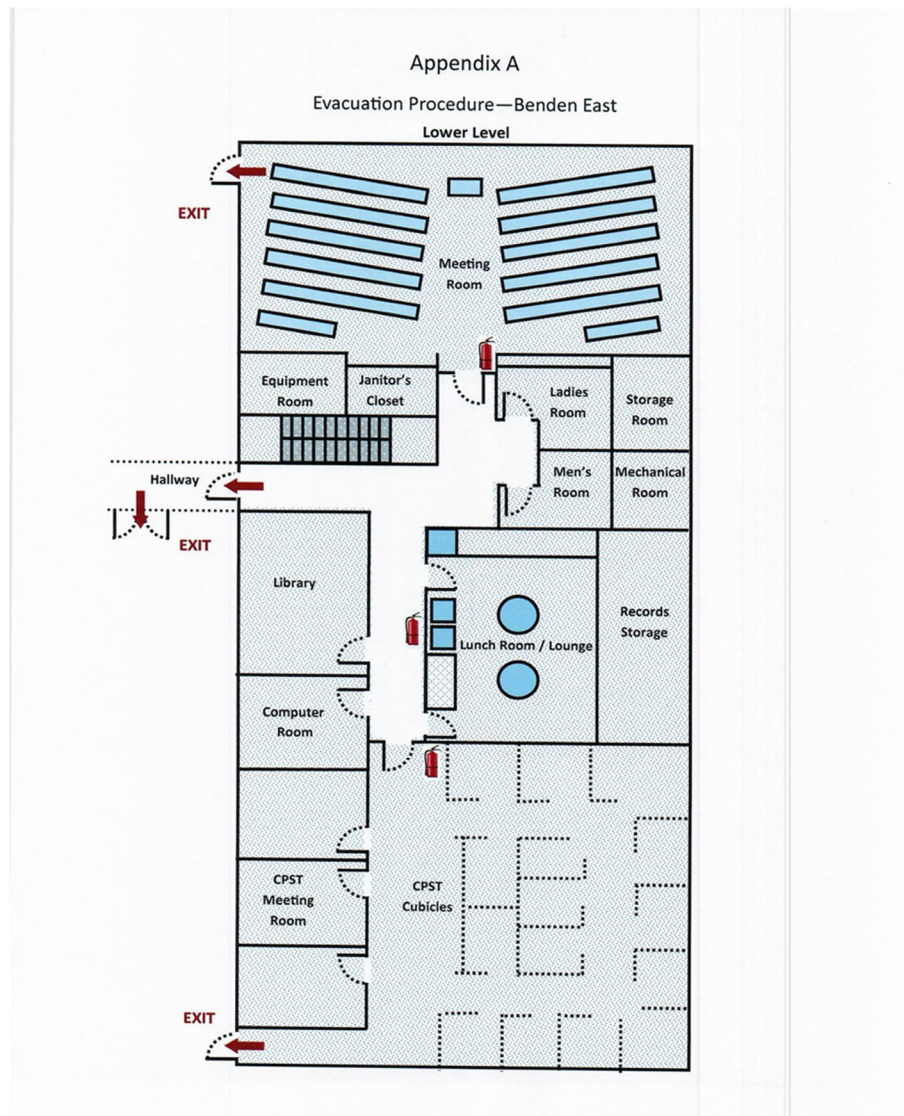 Appendix A
Evacuation Procedure—Benden East
Lower Level
EXIT
Meeting
Room
Equipment
Room
Janitor's
Closet
Ladies
Room
Storage
Room
Hallway
Men's
Room
Mechanical
Room
EXIT
Library
Records
Storage
Lunch Room / Lounge
Computer
Room
CPST
Meeting
Room
CPST
Cubicles
EXIT